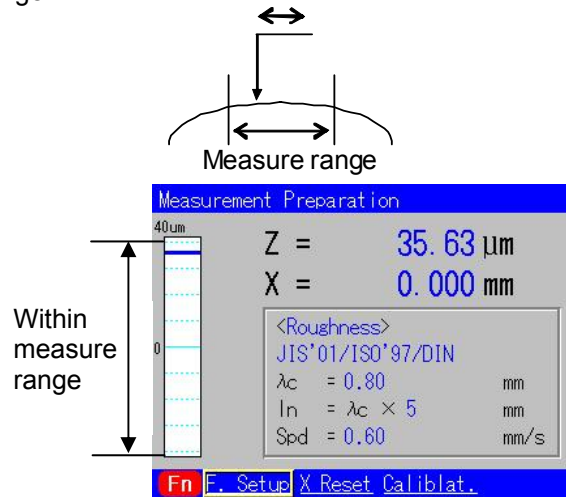 Measure range
Measurement Preparation
40um
Z = 35.63 μm
X = 0.000 mm
0
Within
measure
range
<Roughness>
JIS'01/ISO'97/DIN
λc = 0.80 mm
ln = λc × 5 mm
Spd = 0.60 mm/s
Fn F. Setup X Reset Caliblat.